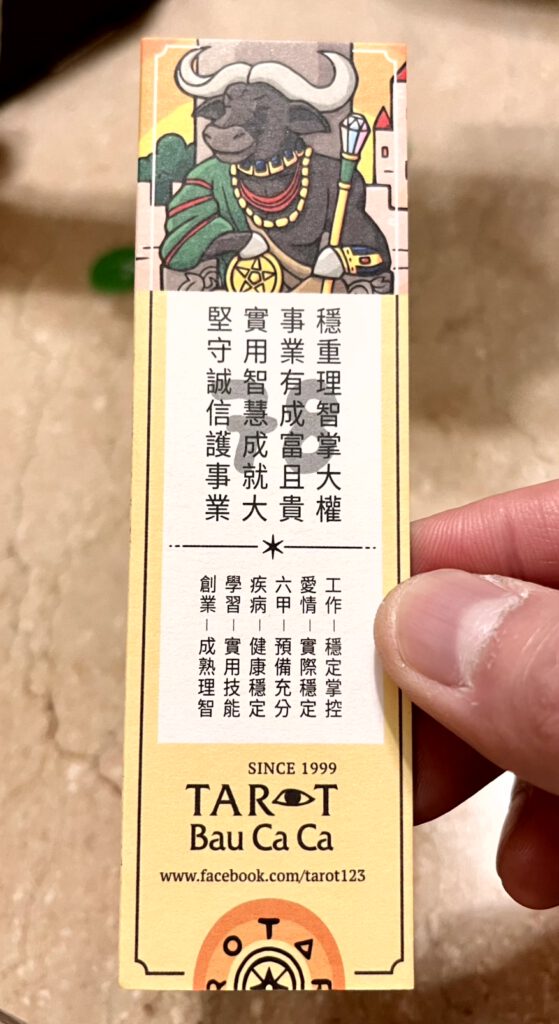 穩重理智掌大權
事業有成富且貴
實用智慧成就大
堅守誠信護事業
78
工作－穩定掌控
愛情－實際穩定
六甲－預備充分
疾病－健康穩定
學習－實用技能
創業－成熟理智
SINCE 1999
TAROT
Bau Ca Ca
www.facebook.com/tarot123
ROTA